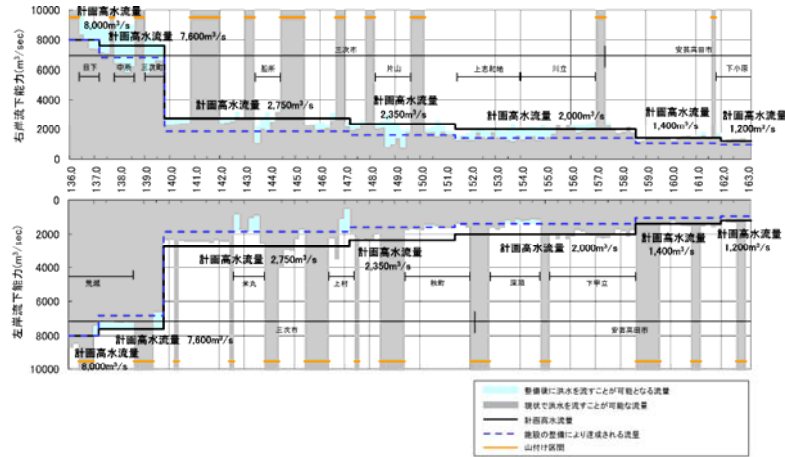 計画高水流量
8,000m³/s
計画高水流量 7,600m³/s
三次市
安芸高田市
中所
三次町
船所
片山
上志和地
川立
下小原
計画高水流量 2,750m³/s
計画高水流量
2,350m³/s
計画高水流量 2,000m³/s
計画高水流量
1,400m³/s
計画高水流量
1,200m³/s
右岸流下能力(m³/sec)
10000
8000
6000
4000
2000
0
136.0
137.0
138.0
139.0
140.0
141.0
142.0
143.0
144.0
145.0
146.0
147.0
148.0
149.0
150.0
151.0
152.0
153.0
154.0
155.0
156.0
157.0
158.0
159.0
160.0
161.0
162.0
163.0
左岸流下能力(m³/sec)
0
2000
4000
6000
8000
10000
計画高水流量 2,750m³/s
計画高水流量
2,350m³/s
計画高水流量 2,000m³/s
計画高水流量
1,400m³/s
計画高水流量
1,200m³/s
米丸
上村
秋町
深瀬
下甲立
三次市
安芸高田市
計画高水流量 7,600m³/s
計画高水流量
8,000m³/s
整備後に洪水を流すことが可能となる流量
現状で洪水を流すことが可能な流量
計画高水流量
施設の整備により達成される流量
山付け区間